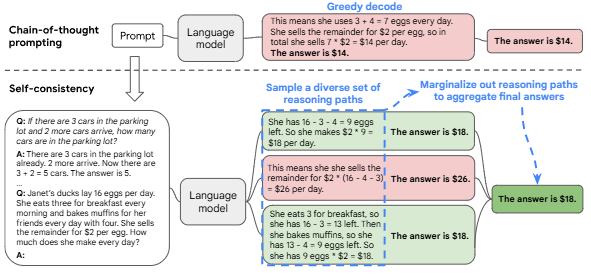 Greedy decode
Chain-of-thought
prompting
Prompt
Language
model
This means she uses 3 + 4 = 7 eggs every day.
She sells the remainder for $2 per egg, so in
total she sells 7 * $2 = $14 per day.
The answer is $14.
The answer is $14.
Self-consistency
Sample a diverse set of
reasoning paths
Marginalize out reasoning paths
to aggregate final answers
Q: If there are 3 cars in the parking
lot and 2 more cars arrive, how many
cars are in the parking lot?
A: There are 3 cars in the parking lot
already. 2 more arrive. Now there are
3 + 2 = 5 cars. The answer is 5.
...
Q: Janet's ducks lay 16 eggs per day.
She eats three for breakfast every
morning and bakes muffins for her
friends every day with four. She sells
the remainder for $2 per egg. How
much does she make every day?
A:
Language
model
She has 16 - 3 - 4 = 9 eggs
left. So she makes $2 * 9 =
$18 per day.
The answer is $18.
This means she she sells the
remainder for $2 * (16 - 4 - 3)
= $26 per day.
The answer is $26.
She eats 3 for breakfast, so
she has 16 - 3 = 13 left. Then
she bakes muffins, so she
has 13 - 4 = 9 eggs left. So
she has 9 eggs * $2 = $18.
The answer is $18.
The answer is $18.